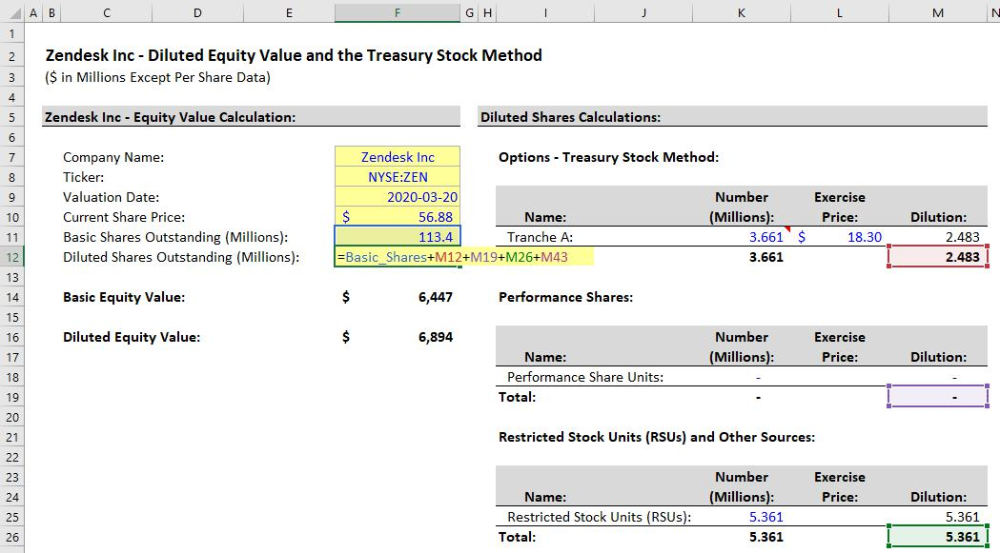 A B C D E F G H I J K L M N
1
2 Zendesk Inc - Diluted Equity Value and the Treasury Stock Method
3 ($ in Millions Except Per Share Data)
4
5 Zendesk Inc - Equity Value Calculation: Diluted Shares Calculations:
6
7 Company Name: Zendesk Inc Options - Treasury Stock Method:
8 Ticker: NYSE:ZEN
9 Valuation Date: 2020-03-20 Number Exercise
10 Current Share Price: $ 56.88 Name: (Millions): Price: Dilution:
11 Basic Shares Outstanding (Millions): 113.4 Tranche A: 3.661 $ 18.30 2.483
12 Diluted Shares Outstanding (Millions): =Basic_Shares+M12+M19+M26+M43 3.661 2.483
13
14 Basic Equity Value: $ 6,447 Performance Shares:
15
16 Diluted Equity Value: $ 6,894 Number Exercise
17 Name: (Millions): Price: Dilution:
18 Performance Share Units: - -
19 Total: - -
20
21 Restricted Stock Units (RSUs) and Other Sources:
22
23 Number Exercise
24 Name: (Millions): Price: Dilution:
25 Restricted Stock Units (RSUs): 5.361 5.361
26 Total: 5.361 5.361